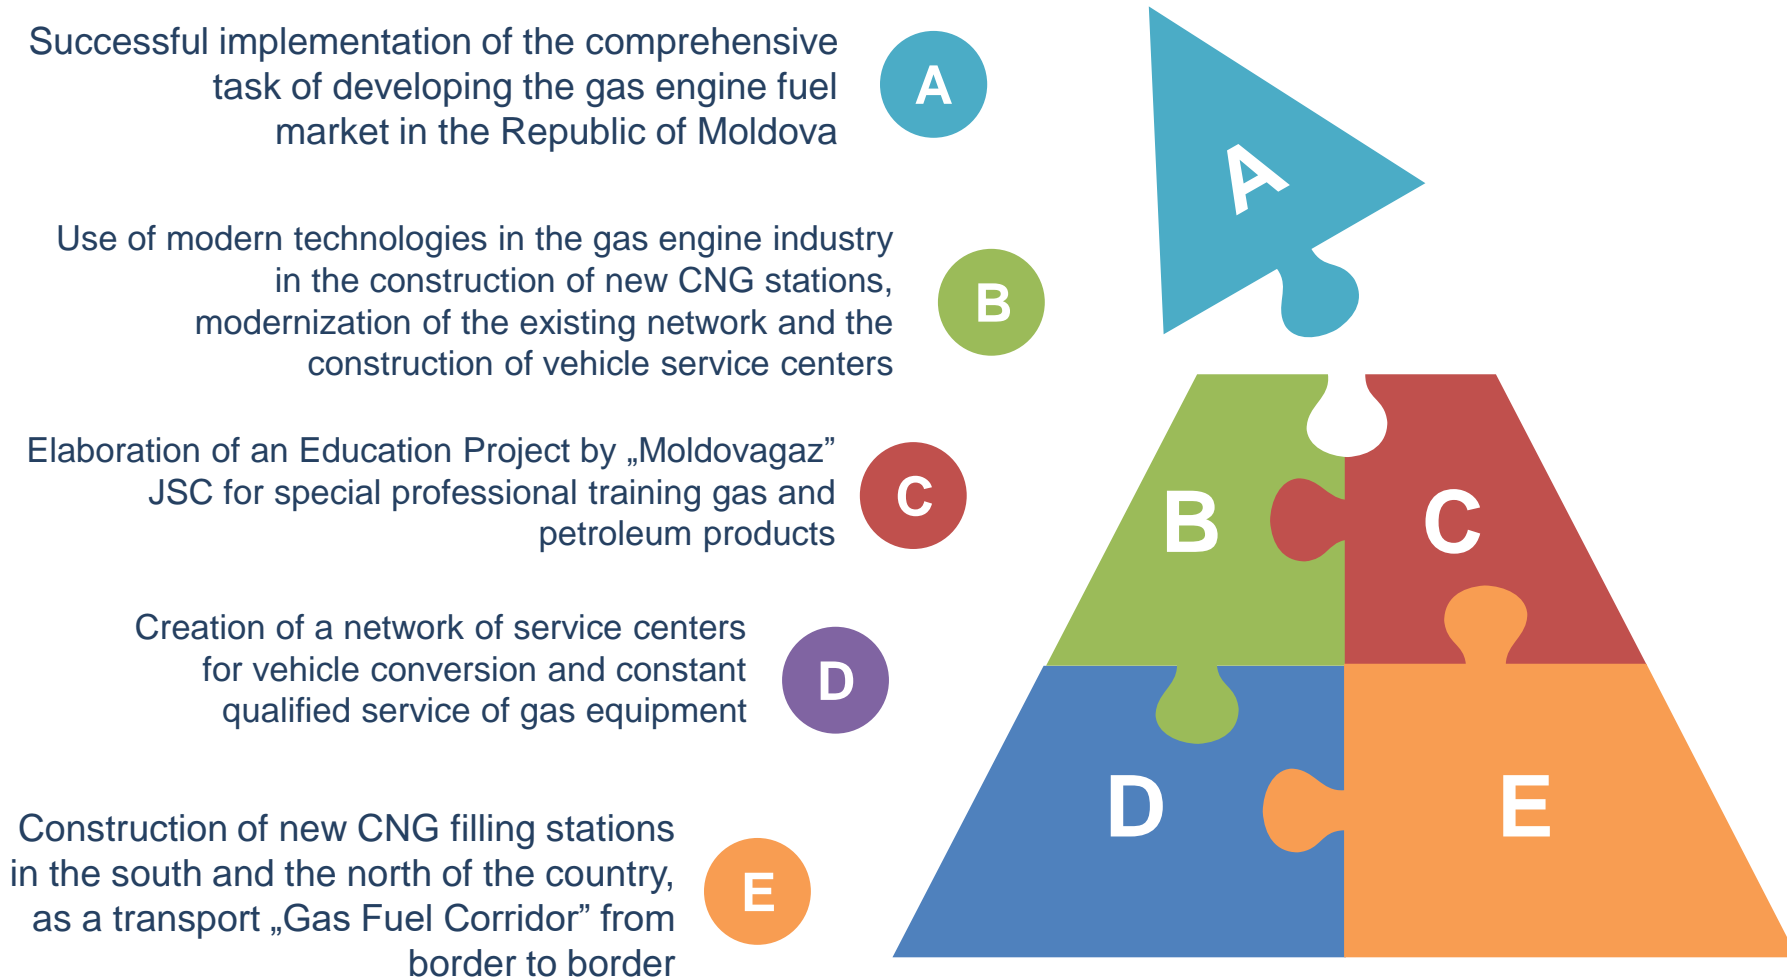 Successful implementation of the comprehensive
task of developing the gas engine fuel
market in the Republic of Moldova
A
Use of modern technologies in the gas engine industry
in the construction of new CNG stations,
modernization of the existing network and the
construction of vehicle service centers
B
Elaboration of an Education Project by „Moldovagaz”
JSC for special professional training gas and
petroleum products
C
Creation of a network of service centers
for vehicle conversion and constant
qualified service of gas equipment
D
Construction of new CNG filling stations
in the south and the north of the country,
as a transport „Gas Fuel Corridor” from
border to border
E
A
B
C
D
E